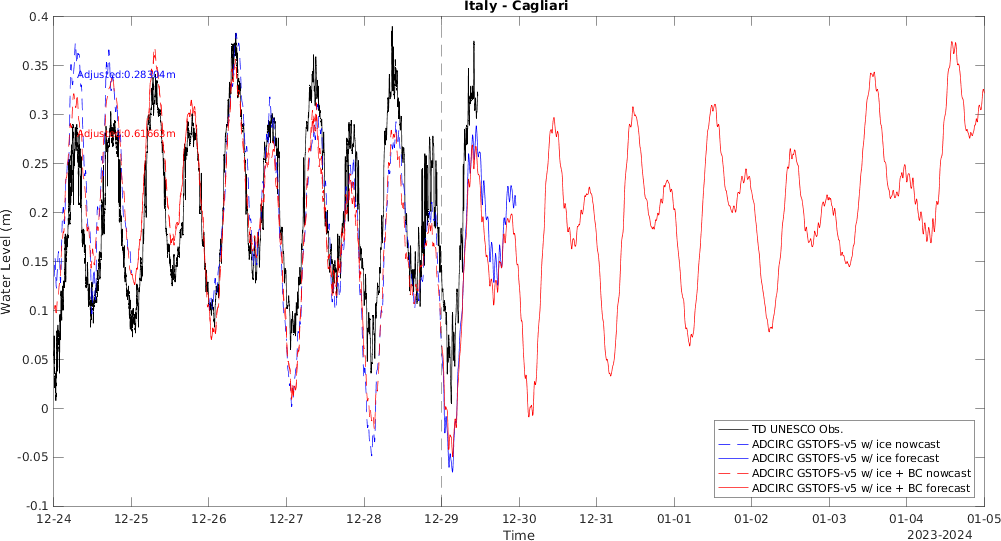 Italy - Cagliari
Water Level (m)
0.4
0.35
0.3
0.25
0.2
0.15
0.1
0.05
0
-0.05
-0.1
Adjusted:0.28304m
Adjusted:0.61663m
TD UNESCO Obs.
ADCIRC GSTOFS-v5 w/ ice nowcast
ADCIRC GSTOFS-v5 w/ ice forecast
ADCIRC GSTOFS-v5 w/ ice + BC nowcast
ADCIRC GSTOFS-v5 w/ ice + BC forecast
12-24 12-25 12-26 12-27 12-28 12-29 12-30 12-31 01-01 01-02 01-03 01-04 01-05
Time
2023-2024